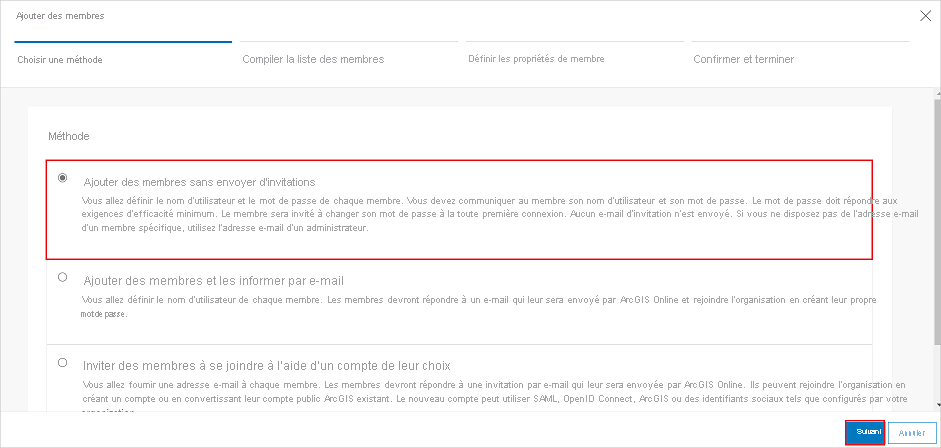 Ajouter des membres
Choisir une méthode
Compiler la liste des membres
Définir les propriétés de membre
Confirmer et terminer
Méthode
Ajouter des membres sans envoyer d'invitations
Vous allez définir le nom d'utilisateur et le mot de passe de chaque membre. Vous devez communiquer au membre son nom d'utilisateur et son mot de passe. Le mot de passe doit répondre aux
exigences d'efficacité minimum. Le membre sera invité à changer son mot de passe à la toute première connexion. Aucun e-mail d'invitation n'est envoyé. Si vous ne disposez pas de l'adresse e-mail
d'un membre spécifique, utilisez l'adresse e-mail d'un administrateur.
Ajouter des membres et les informer par e-mail
Vous allez définir le nom d'utilisateur de chaque membre. Les membres devront répondre à un e-mail qui leur sera envoyé par ArcGIS Online et rejoindre l'organisation en créant leur propre
mot de passe.
Inviter des membres à se joindre à l'aide d'un compte de leur choix
Vous allez fournir une adresse e-mail à chaque membre. Les membres devront répondre à une invitation par e-mail qui leur sera envoyée par ArcGIS Online. Ils peuvent rejoindre l'organisation en
créant un compte ou en convertissant leur compte public ArcGIS existant. Le nouveau compte peut utiliser SAML, OpenID Connect, ArcGIS ou des identifiants sociaux tels que configurés par votre
organisation.
Suivant
Annuler